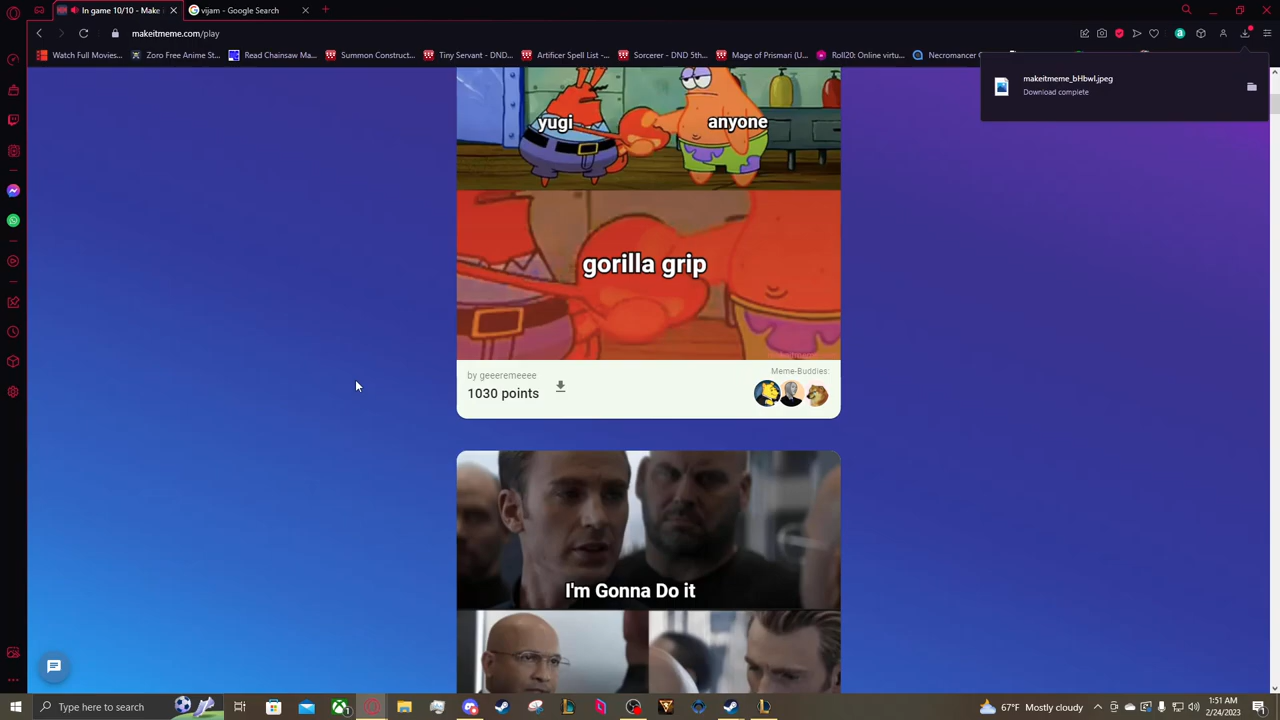 In game 10/10 - Make
vijam - Google Search
makeitmeme.com/play
Watch Full Movies...
Zoro Free Anime St...
Read Chainsaw Ma...
Summon Construct...
Tiny Servant - DND...
Artificer Spell List -...
Sorcerer - DND 5th...
Mage of Prismari (U...
Roll20: Online virtu...
Necromancer
makeitmeme_bHbwI.jpeg
Download complete
yugi
anyone
gorilla grip
by geeeremeeee
1030 points
Meme-Buddies:
I'm Gonna Do it
Type here to search
67°F Mostly cloudy
1:51 AM
2/24/2023